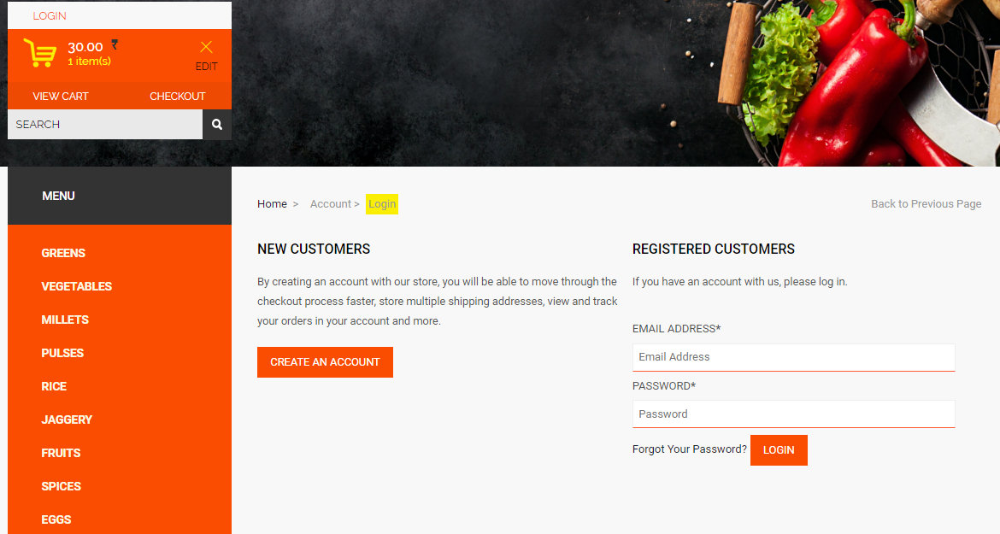 LOGIN
30.00 ₹
1 item(s)
EDIT
VIEW CART CHECKOUT
SEARCH
MENU
GREENS
VEGETABLES
MILLETS
PULSES
RICE
JAGGERY
FRUITS
SPICES
EGGS
Home > Account > Login
Back to Previous Page
NEW CUSTOMERS
By creating an account with our store, you will be able to move through the
checkout process faster, store multiple shipping addresses, view and track
your orders in your account and more.
CREATE AN ACCOUNT
REGISTERED CUSTOMERS
If you have an account with us, please log in.
EMAIL ADDRESS*
Email Address
PASSWORD*
Password
Forgot Your Password? LOGIN